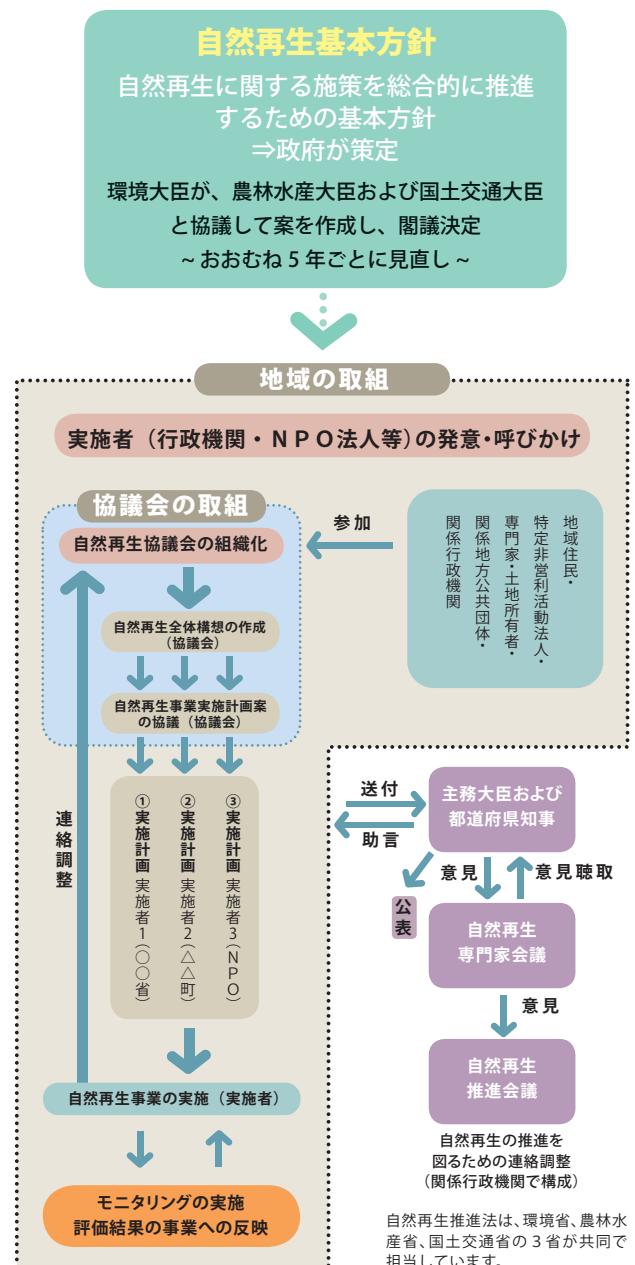 自然再生基本方針
自然再生に関する施策を総合的に推進
するための基本方針
⇒政府が策定
環境大臣が、農林水産大臣および国土交通大臣
と協議して案を作成し、閣議決定
~ おおむね 5 年ごとに見直し ~
地域の取組
実施者（行政機関・ＮＰＯ法人等）の発意・呼びかけ
協議会の取組
自然再生協議会の組織化
参加
地域住民・
特定非営利活動法人・
専門家・土地所有者・
関係地方公共団体・
関係行政機関
自然再生全体構想の作成
（協議会）
自然再生事業実施計画案
の協議（協議会）
①実施計画 実施者1（○○省）
②実施計画 実施者2（△△町）
③実施計画 実施者3（ＮＰＯ）
連絡調整
自然再生事業の実施（実施者）
モニタリングの実施
評価結果の事業への反映
送付
助言
主務大臣および
都道府県知事
公表
意見
意見聴取
自然再生
専門家会議
意見
自然再生
推進会議
自然再生の推進を
図るための連絡調整
（関係行政機関で構成）
自然再生推進法は、環境省、農林水
産省、国土交通省の 3 省が共同で
担当しています。